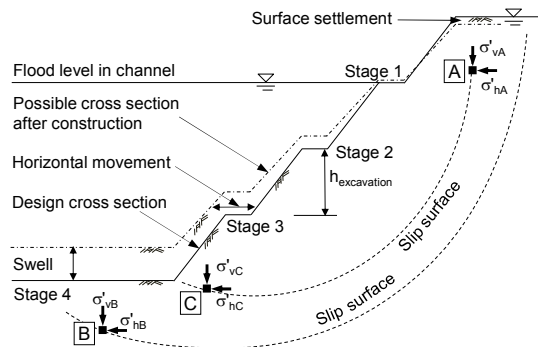 Surface settlement
σ'vA
A
σ'hA
Flood level in channel
Stage 1
Possible cross section
after construction
Stage 2
Horizontal movement
hexcavation
Design cross section
Stage 3
Slip surface
Slip surface
Swell
Stage 4
σ'vC
C
σ'hC
σ'vB
B
σ'hB